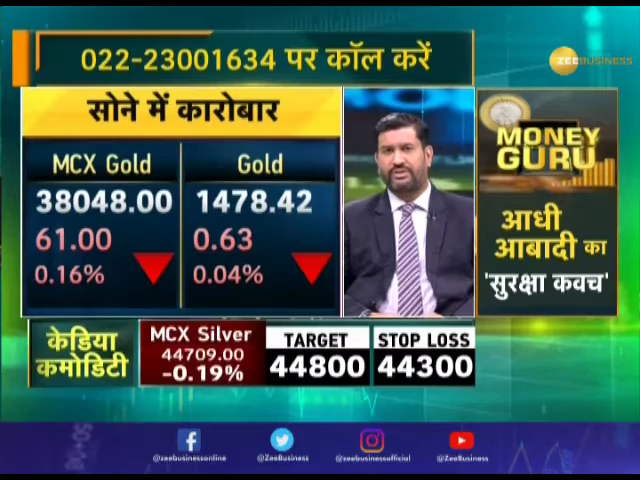 022-23001634 पर कॉल करें
ZEEBUSINESS
सोने में कारोबार
MCX Gold
38048.00
61.00
0.16%
Gold
1478.42
0.63
0.04%
MONEY
GURU
आधी
आबादी का
'सुरक्षा कवच'
केडिया
कमोडिटी
MCX Silver
44709.00
-0.19%
TARGET
44800
STOP LOSS
44300
@zeebusinessonline
@ZeeBusiness
@zeebusinessofficial
@ZeeBusiness